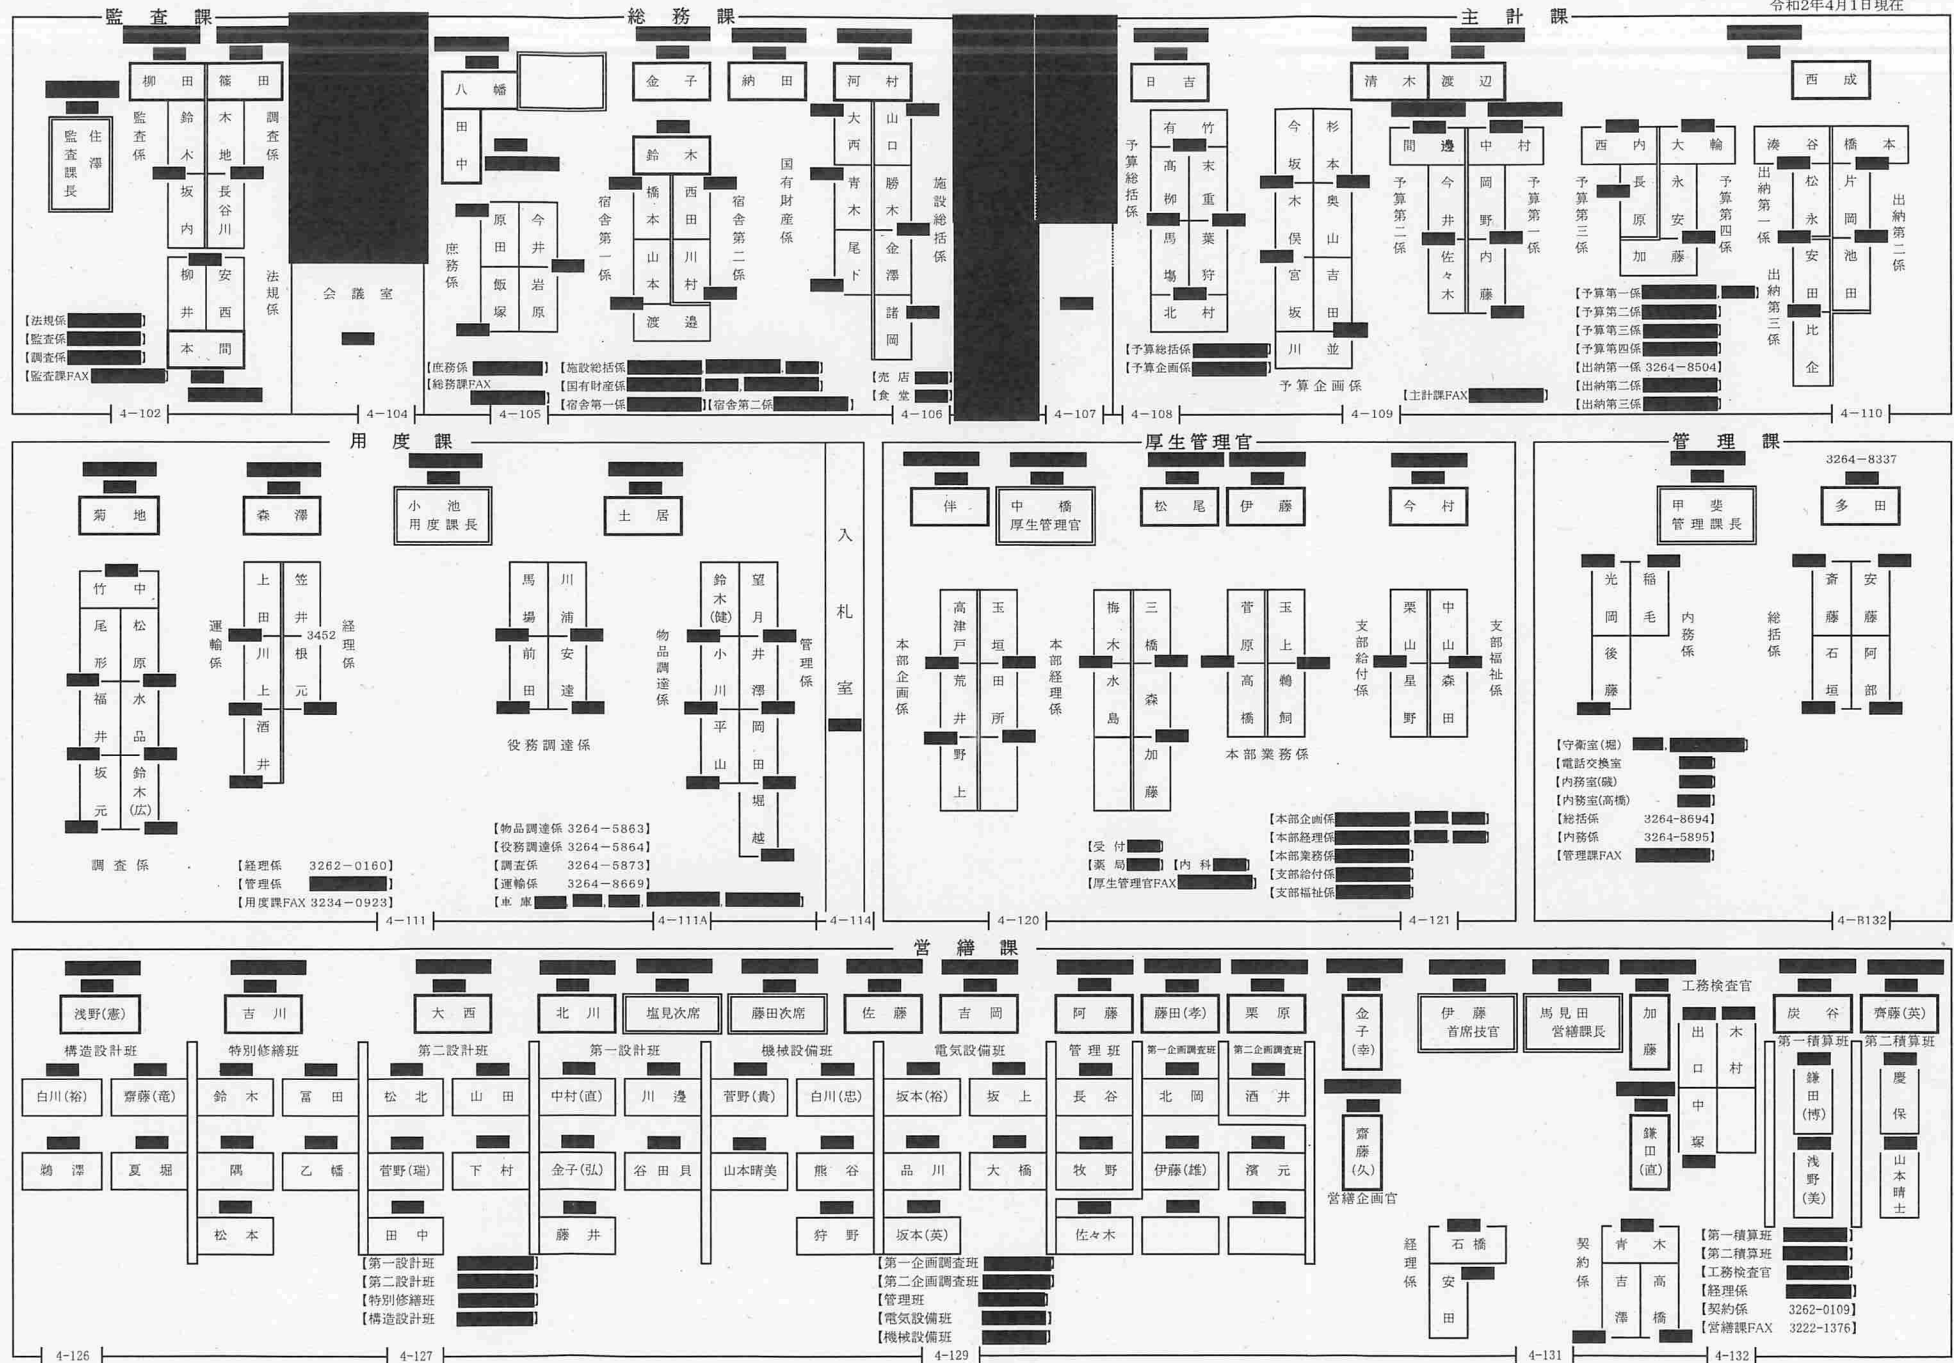 令和2年4月1日現在
監査課
柳田
篠田
住澤
監査課長
監査係
鈴木
木地
調査係
坂内
長谷川
柳井
安西
法規係
本間
【法規係
【監査係
【調査係
【監査課FAX
4-102
会議室
4-104
総務課
八幡
田中
金子
納田
河村
鈴木
橋本
西田
宿舎第一係
宿舎第二係
山本
川村
渡邉
原田
今井
庶務係
飯塚
岩原
国有財産係
大西
山口
青木
勝木
施設総括係
尾下
金澤
諸岡
【庶務係
【総務課FAX
【施設総括係
【国有財産係
【宿舎第一係
【宿舎第二係
【売店
【食堂
4-105
4-106
4-107
主計課
日吉
清木
渡辺
西成
有竹
予算総括係
髙柳
末重
馬塲
葉狩
北村
今坂
杉本
木俣
奥山
宮坂
吉田
川並
予算企画係
間邊
中村
予算第二係
今井
岡野
予算第一係
佐々木
内藤
西内
大輪
予算第三係
長原
永安
予算第四係
加藤
湊谷
橋本
出納第一係
松永
片岡
出納第二係
安田
池田
出納第三係
比企
【予算総括係
【予算企画係
【主計課FAX
【予算第一係
【予算第二係
【予算第三係
【予算第四係
【出納第一係 3264-8504】
【出納第二係
【出納第三係
4-108
4-109
4-110
用度課
菊地
森澤
小池
用度課長
土居
竹中
尾形
松原
福井
水品
坂元
鈴木(広)
調査係
運輸係
上田
笠井
3452
経理係
川上
根元
酒井
馬場
川浦
前田
安達
役務調達係
物品調達係
鈴木(健)
望月
管理係
小川
井澤
平山
岡田
堀越
入札室
【経理係 3262-0160】
【管理係
【用度課FAX 3234-0923】
【物品調達係 3264-5863】
【役務調達係 3264-5864】
【調査係 3264-5873】
【運輸係 3264-8669】
【車庫
4-111
4-111A
4-114
厚生管理官
伴
中橋
厚生管理官
松尾
伊藤
今村
本部企画係
高津戸
玉垣
荒井
田所
野上
本部経理係
梅木
三橋
水島
森
加藤
菅原
玉上
高橋
鵜飼
本部業務係
支部給付係
栗山
中山
支部福祉係
星野
森田
【受付
【薬局
【内科
【厚生管理官FAX
【本部企画係
【本部経理係
【本部業務係
【支部給付係
【支部福祉係
4-120
4-121
管理課
3264-8337
甲斐
管理課長
多田
光岡
稲毛
内務係
後藤
総括係
斎藤
安藤
石垣
阿部
【守衛室(堀)
【電話交換室
【内務室(磯)
【内務室(高橋)
【総括係 3264-8694】
【内務係 3264-5895】
【管理課FAX
4-B132
営繕課
浅野(憲)
吉川
大西
北川
塩見次席
藤田次席
佐藤
吉岡
阿藤
藤田(孝)
栗原
金子(幸)
伊藤
首席技官
馬見田
営繕課長
加藤
工務検査官
出口
木村
中塚
炭谷
齊藤(英)
構造設計班
特別修繕班
第二設計班
第一設計班
機械設備班
電気設備班
管理班
第一企画調査班
第二企画調査班
第一積算班
第二積算班
白川(裕)
齋藤(竜)
鈴木
冨田
松北
山田
中村(直)
川邊
菅野(貴)
白川(忠)
坂本(裕)
坂上
長谷
北岡
酒井
鎌田(博)
慶保
鵜澤
夏堀
隅
乙幡
菅野(瑞)
下村
金子(弘)
谷田貝
山本晴美
熊谷
品川
大橋
牧野
伊藤(雄)
濱元
齋藤(久)
営繕企画官
鎌田(直)
浅野(美)
山本晴士
松本
田中
藤井
狩野
坂本(英)
佐々木
経理係
石橋
安田
契約係
青木
吉澤
高橋
【第一設計班
【第二設計班
【特別修繕班
【構造設計班
【第一企画調査班
【第二企画調査班
【管理班
【電気設備班
【機械設備班
【第一積算班
【第二積算班
【工務検査官
【経理係
【契約係 3262-0109】
【営繕課FAX 3222-1376】
4-126
4-127
4-129
4-131
4-132